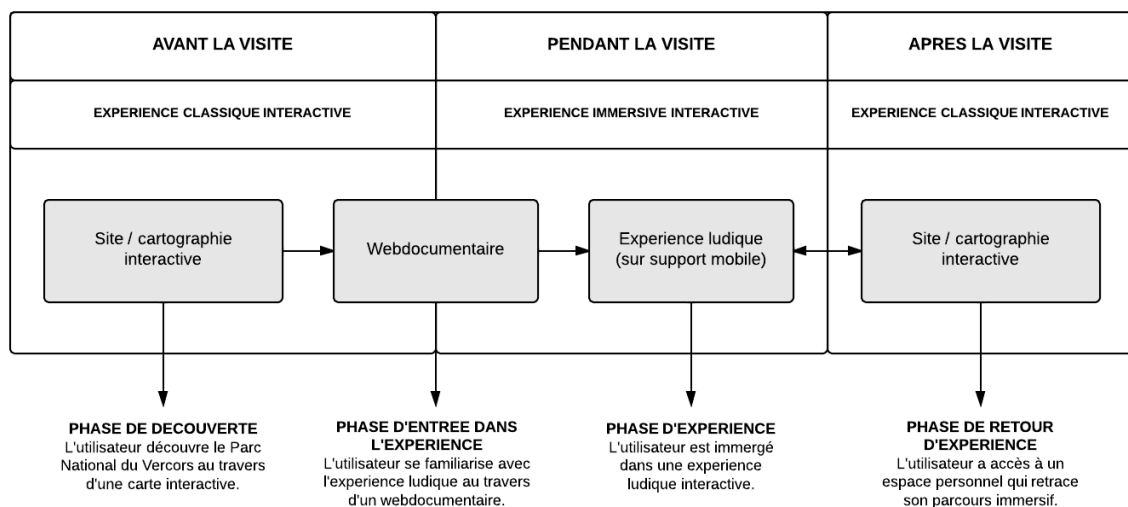 AVANT LA VISITE
PENDANT LA VISITE
APRES LA VISITE
EXPERIENCE CLASSIQUE INTERACTIVE
EXPERIENCE IMMERSIVE INTERACTIVE
EXPERIENCE CLASSIQUE INTERACTIVE
Site / cartographie
interactive
Webdocumentaire
Experience ludique
(sur support mobile)
Site / cartographie
interactive
PHASE DE DECOUVERTE
L'utilisateur découvre le Parc
National du Vercors au travers
d'une carte interactive.
PHASE D'ENTREE DANS
L'EXPERIENCE
L'utilisateur se familiarise avec
l'experience ludique au travers
d'un webdocumentaire.
PHASE D'EXPERIENCE
L'utilisateur est immergé
dans une experience
ludique interactive.
PHASE DE RETOUR
D'EXPERIENCE
L'utilisateur a accès à un
espace personnel qui retrace
son parcours immersif.